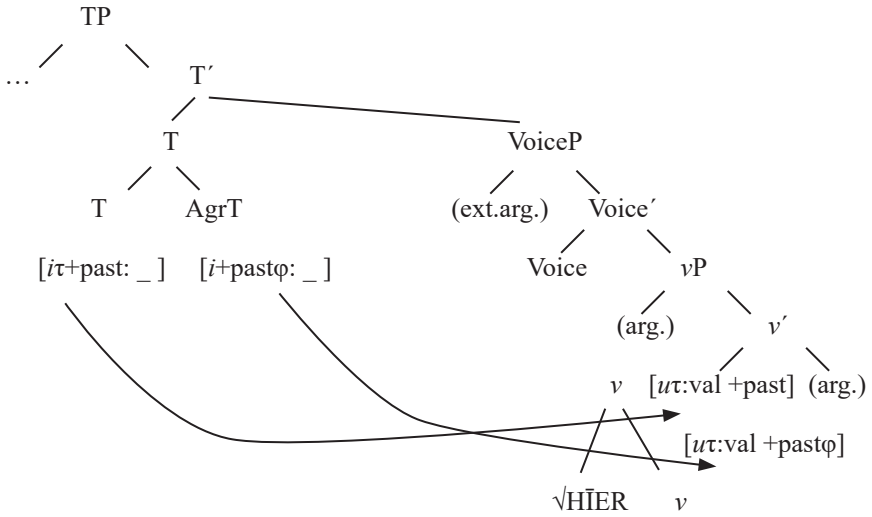 TP
… T´
T VoiceP
T AgrT (ext.arg.) Voice´
[iτ+past: _ ] [i+pastφ: _ ] Voice vP
(arg.) v´
v [uτ:val +past] (arg.)
[uτ:val +pastφ]
√HĪER v